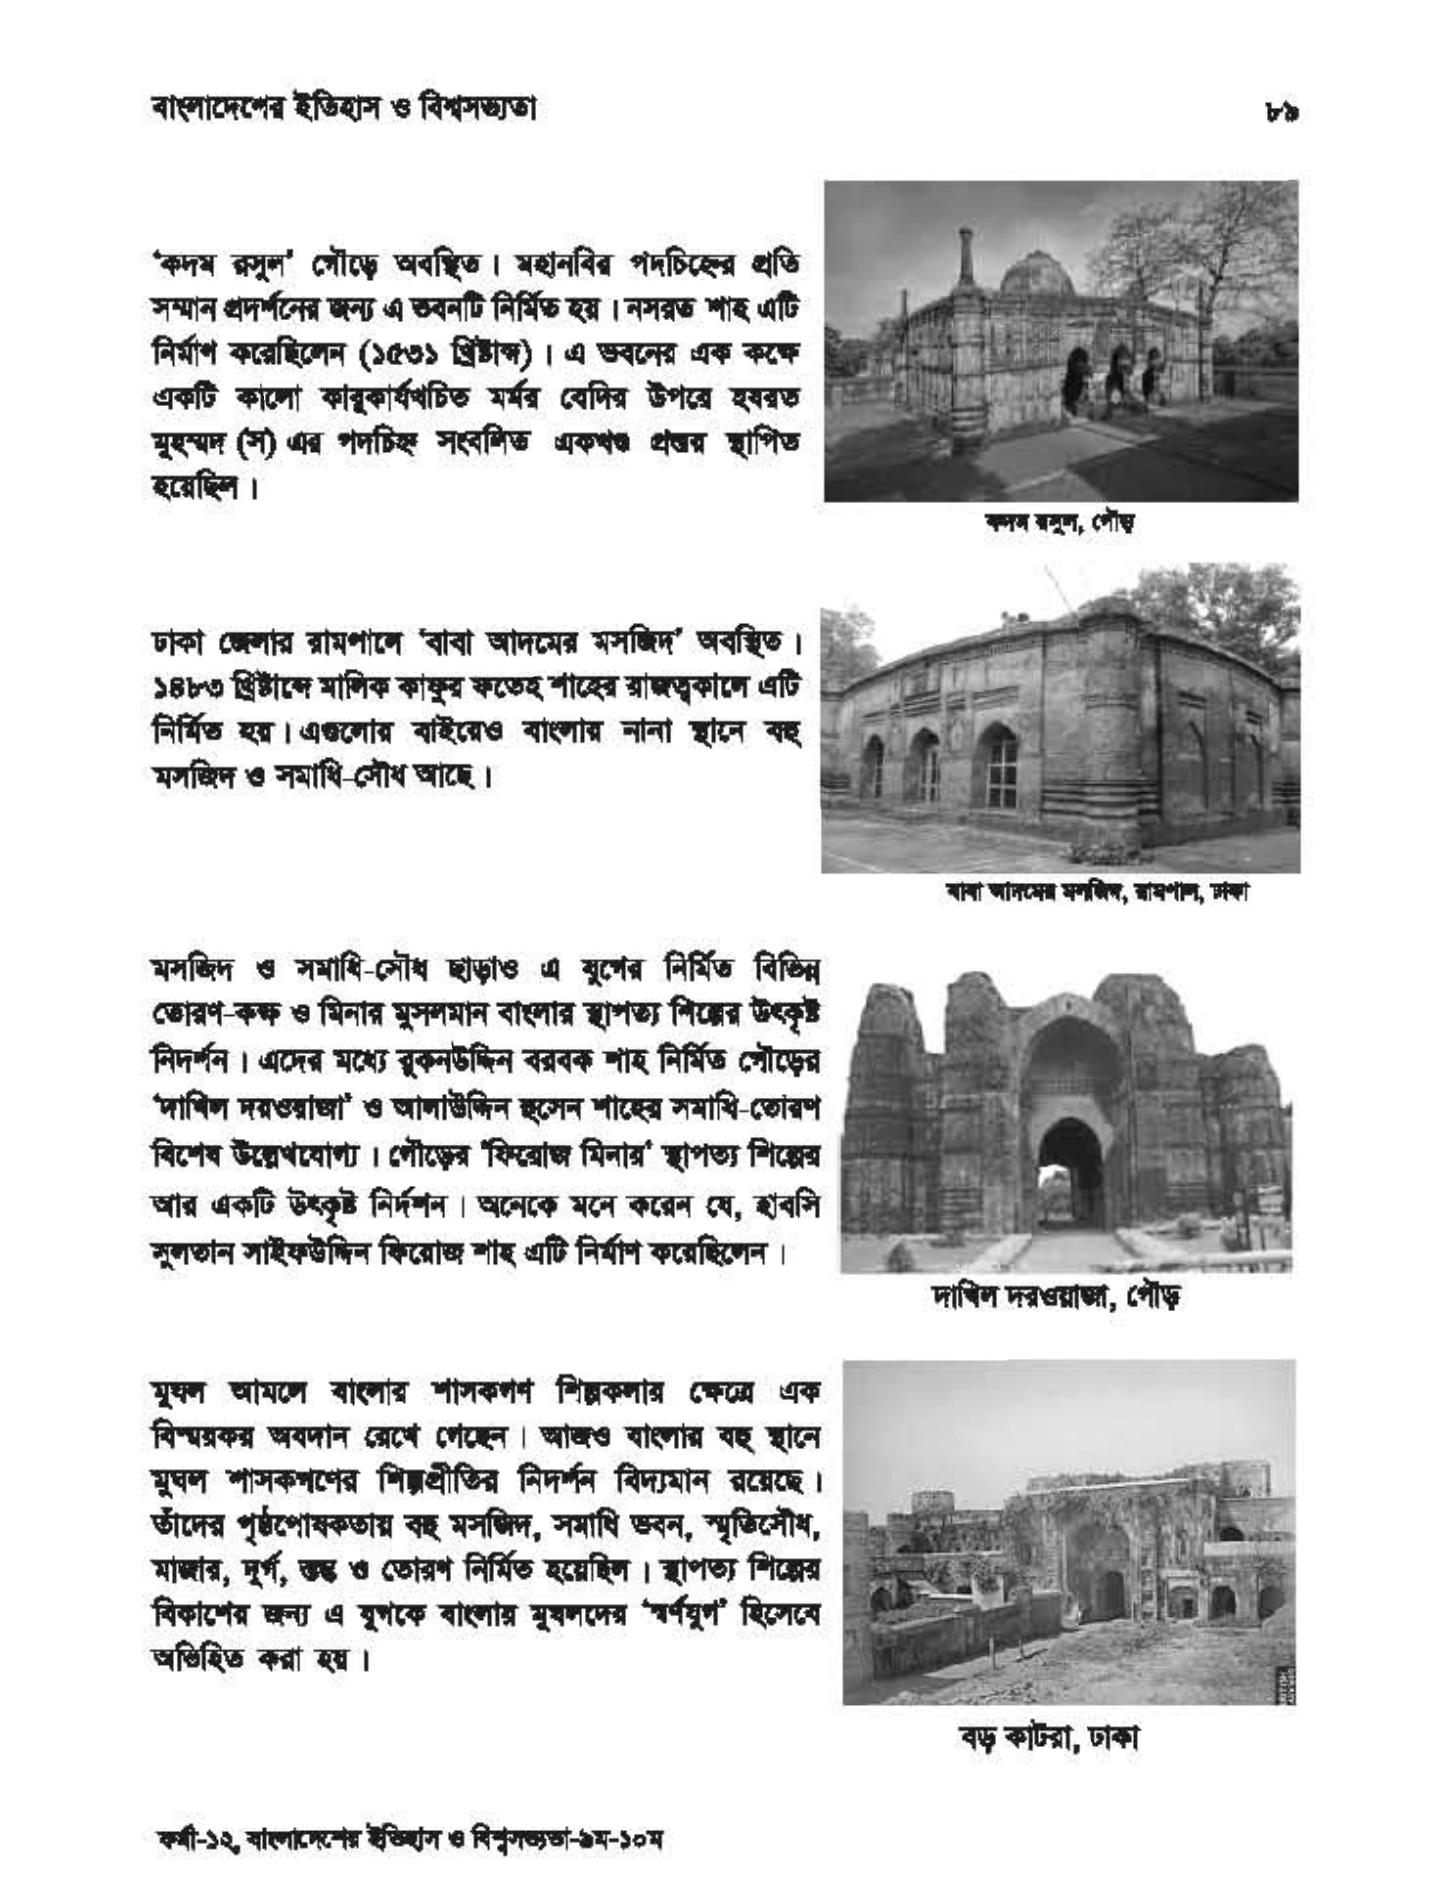 বাংলাদেশের ইতিহাস ও বিশ্বসভ্যতা
৮৯
‘কদম রসুল’ গৌড়ে অবস্থিত। মহানবির পদচিহ্নের প্রতি
সম্মান প্রদর্শনের জন্য এ ভবনটি নির্মিত হয়। নসরত শাহ এটি
নির্মাণ করেছিলেন (১৫৩১ খ্রিষ্টাব্দ)। এ ভবনের এক কক্ষে
একটি কালো কারুকার্যখচিত মর্মর বেদির উপরে হযরত
মুহম্মদ (স) এর পদচিহ্ন সংবলিত একখণ্ড প্রস্তর স্থাপিত
হয়েছিল।
কদম রসুল, গৌড়
ঢাকা জেলার রামপালে ‘বাবা আদমের মসজিদ’ অবস্থিত।
১৪৮৩ খ্রিষ্টাব্দে মালিক কাফুর ফতেহ শাহের রাজত্বকালে এটি
নির্মিত হয়। এগুলোর বাইরেও বাংলার নানা স্থানে বহু
মসজিদ ও সমাধি-সৌধ আছে।
বাবা আদমের মসজিদ, রামপাল, ঢাকা
মসজিদ ও সমাধি-সৌধ ছাড়াও এ যুগের নির্মিত বিভিন্ন
তোরণ-কক্ষ ও মিনার মুসলমান বাংলার স্থাপত্য শিল্পের উৎকৃষ্ট
নিদর্শন। এদের মধ্যে রুকনউদ্দিন বরবক শাহ নির্মিত গৌড়ের
‘দাখিল দরওয়াজা’ ও আলাউদ্দিন হুসেন শাহের সমাধি-তোরণ
বিশেষ উল্লেখযোগ্য। গৌড়ের ‘ফিরোজ মিনার’ স্থাপত্য শিল্পের
আর একটি উৎকৃষ্ট নির্দশন। অনেকে মনে করেন যে, হাবসি
সুলতান সাইফউদ্দিন ফিরোজ শাহ এটি নির্মাণ করেছিলেন।
দাখিল দরওয়াজা, গৌড়
মুঘল আমলে বাংলার শাসকগণ শিল্পকলার ক্ষেত্রে এক
বিস্ময়কর অবদান রেখে গেছেন। আজও বাংলার বহু স্থানে
মুঘল শাসকগণের শিল্পপ্রীতির নিদর্শন বিদ্যমান রয়েছে।
তাঁদের পৃষ্ঠপোষকতায় বহু মসজিদ, সমাধি ভবন, স্মৃতিসৌধ,
মাজার, দুর্গ, স্তম্ভ ও তোরণ নির্মিত হয়েছিল। স্থাপত্য শিল্পের
বিকাশের জন্য এ যুগকে বাংলায় মুঘলদের ‘স্বর্ণযুগ’ হিসেবে
অভিহিত করা হয়।
বড় কাটরা, ঢাকা
ফর্মা-১২, বাংলাদেশের ইতিহাস ও বিশ্বসভ্যতা-৯ম-১০ম